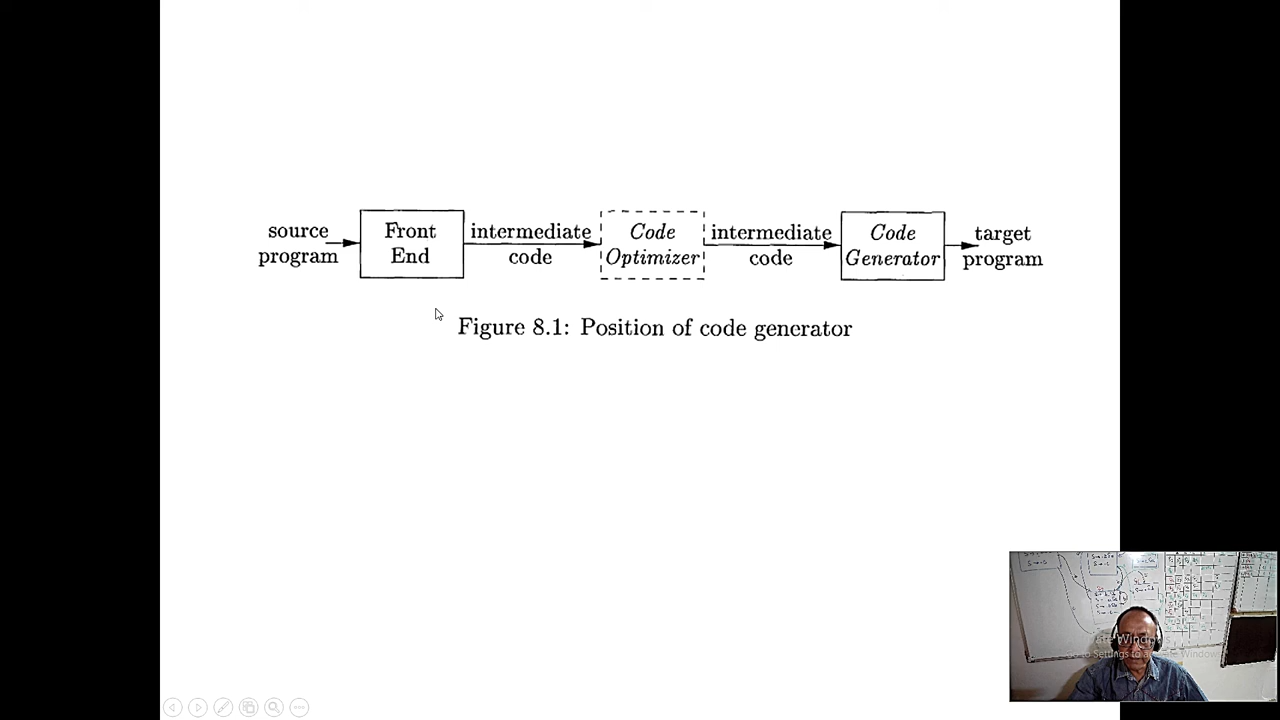 source program
Front End
intermediate code
Code Optimizer
intermediate code
Code Generator
target program
Figure 8.1: Position of code generator